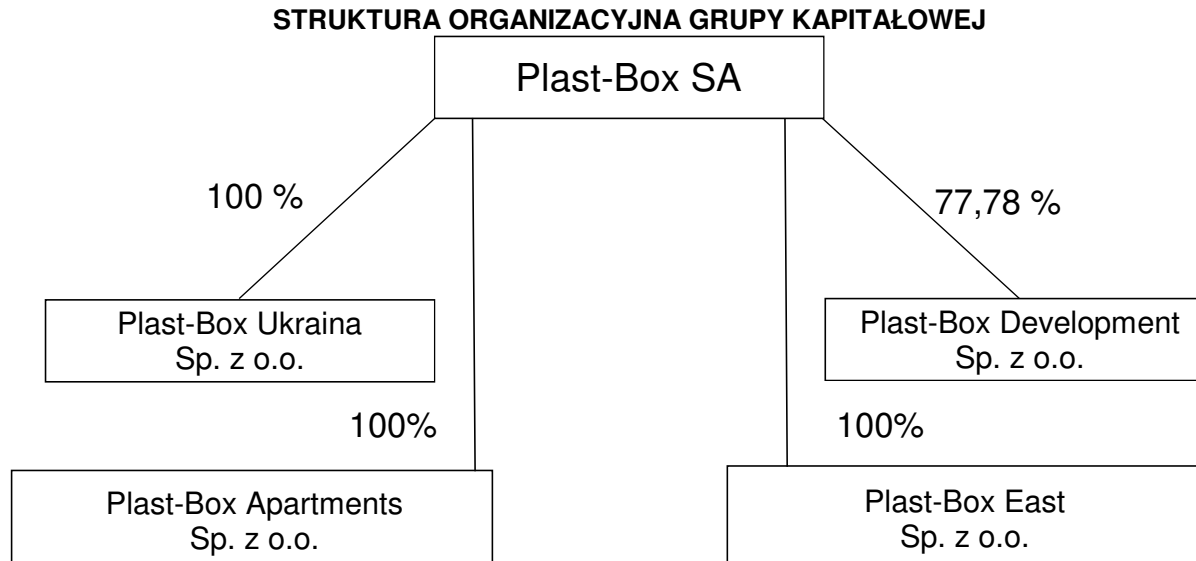 STRUKTURA ORGANIZACYJNA GRUPY KAPITAŁOWEJ
Plast-Box SA
100 %
77,78 %
Plast-Box Ukraina
Sp. z o.o.
Plast-Box Development
Sp. z o.o.
100%
100%
Plast-Box Apartments
Sp. z o.o.
Plast-Box East
Sp. z o.o.